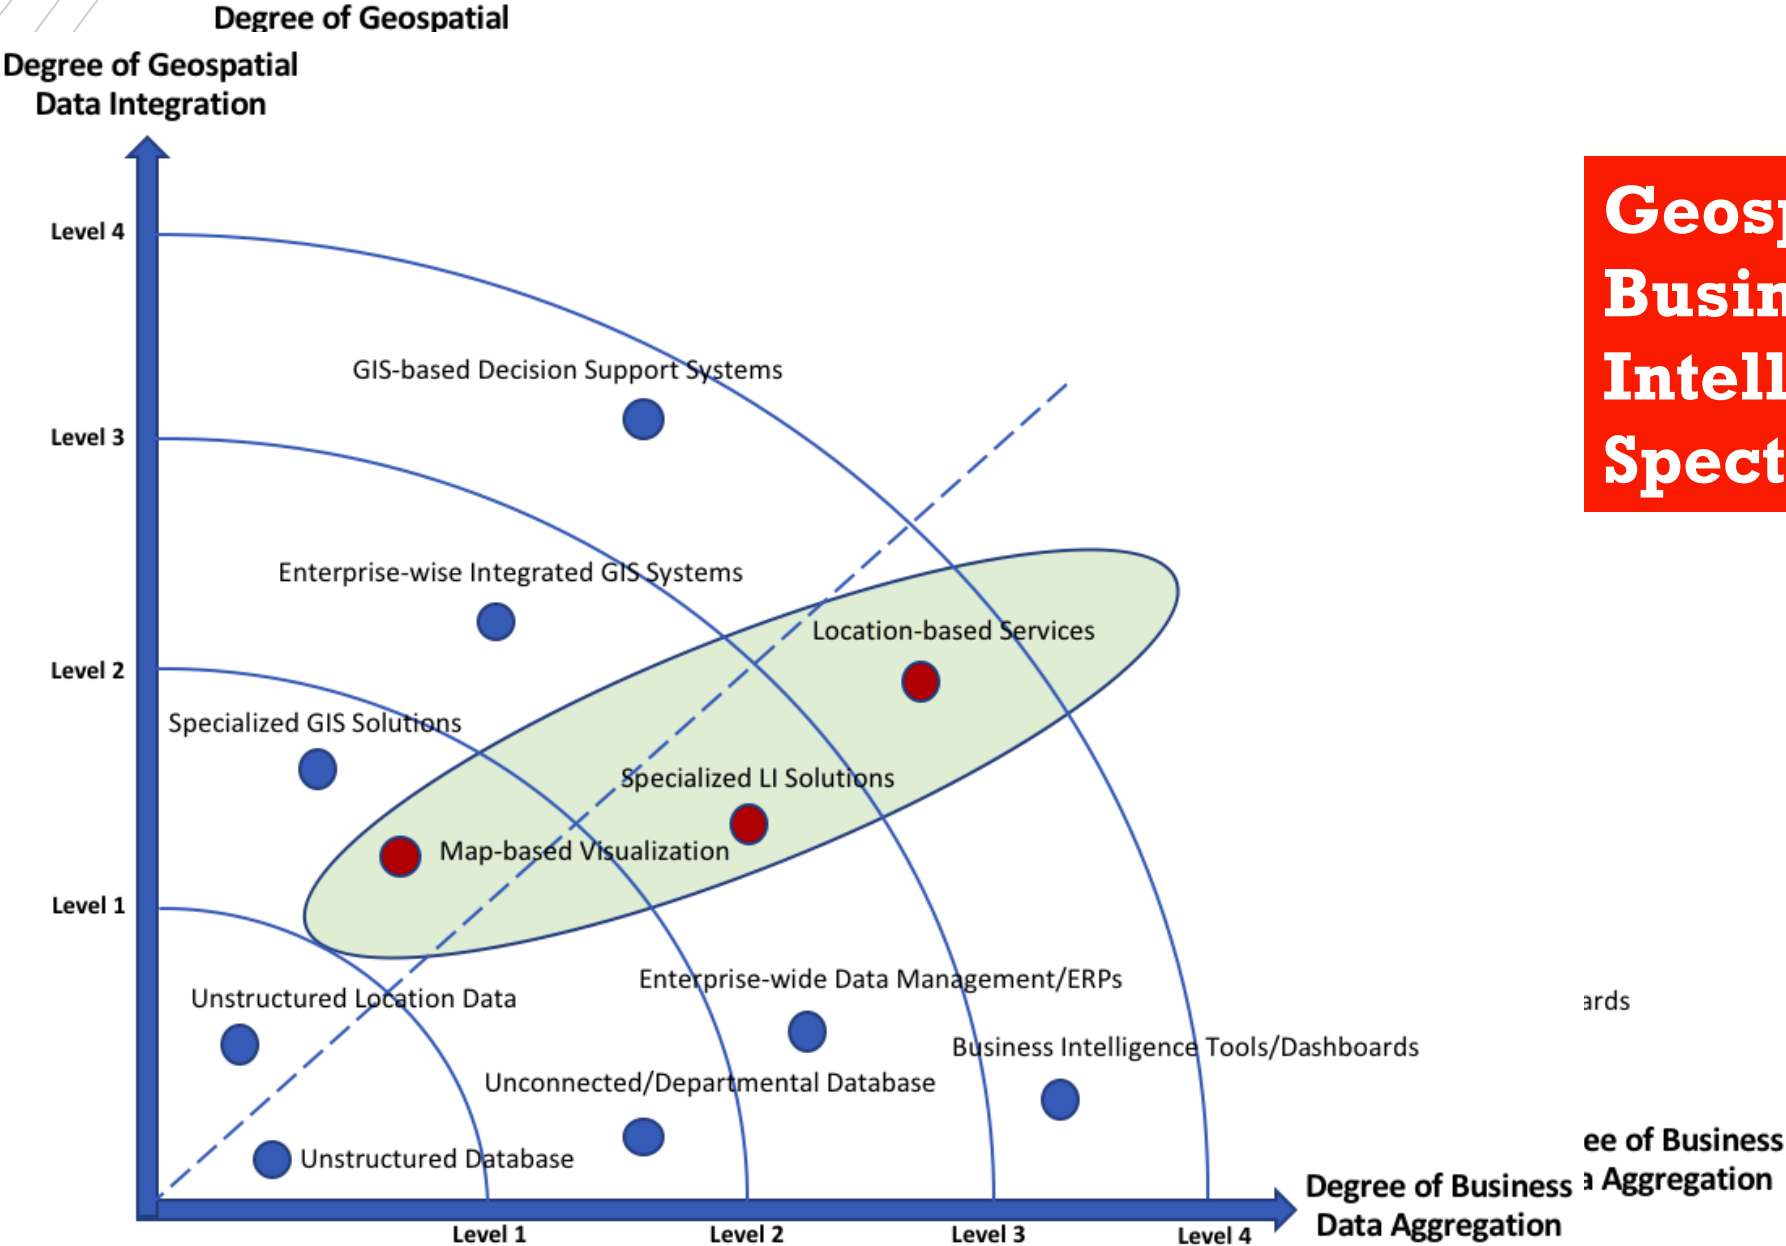 Degree of Geospatial
Degree of Geospatial
Data Integration
Level 4
GIS-based Decision Support Systems
Level 3
Enterprise-wise Integrated GIS Systems
Level 2
Location-based Services
Specialized GIS Solutions
Specialized LI Solutions
Map-based Visualization
Level 1
Enterprise-wide Data Management/ERPs
Unstructured Location Data
Business Intelligence Tools/Dashboards
Unconnected/Departmental Database
Unstructured Database
Degree of Business
Data Aggregation
Level 1
Level 2
Level 3
Level 4
Geosp
Busin
Intell
Spect
ards
ee of Business
a Aggregation